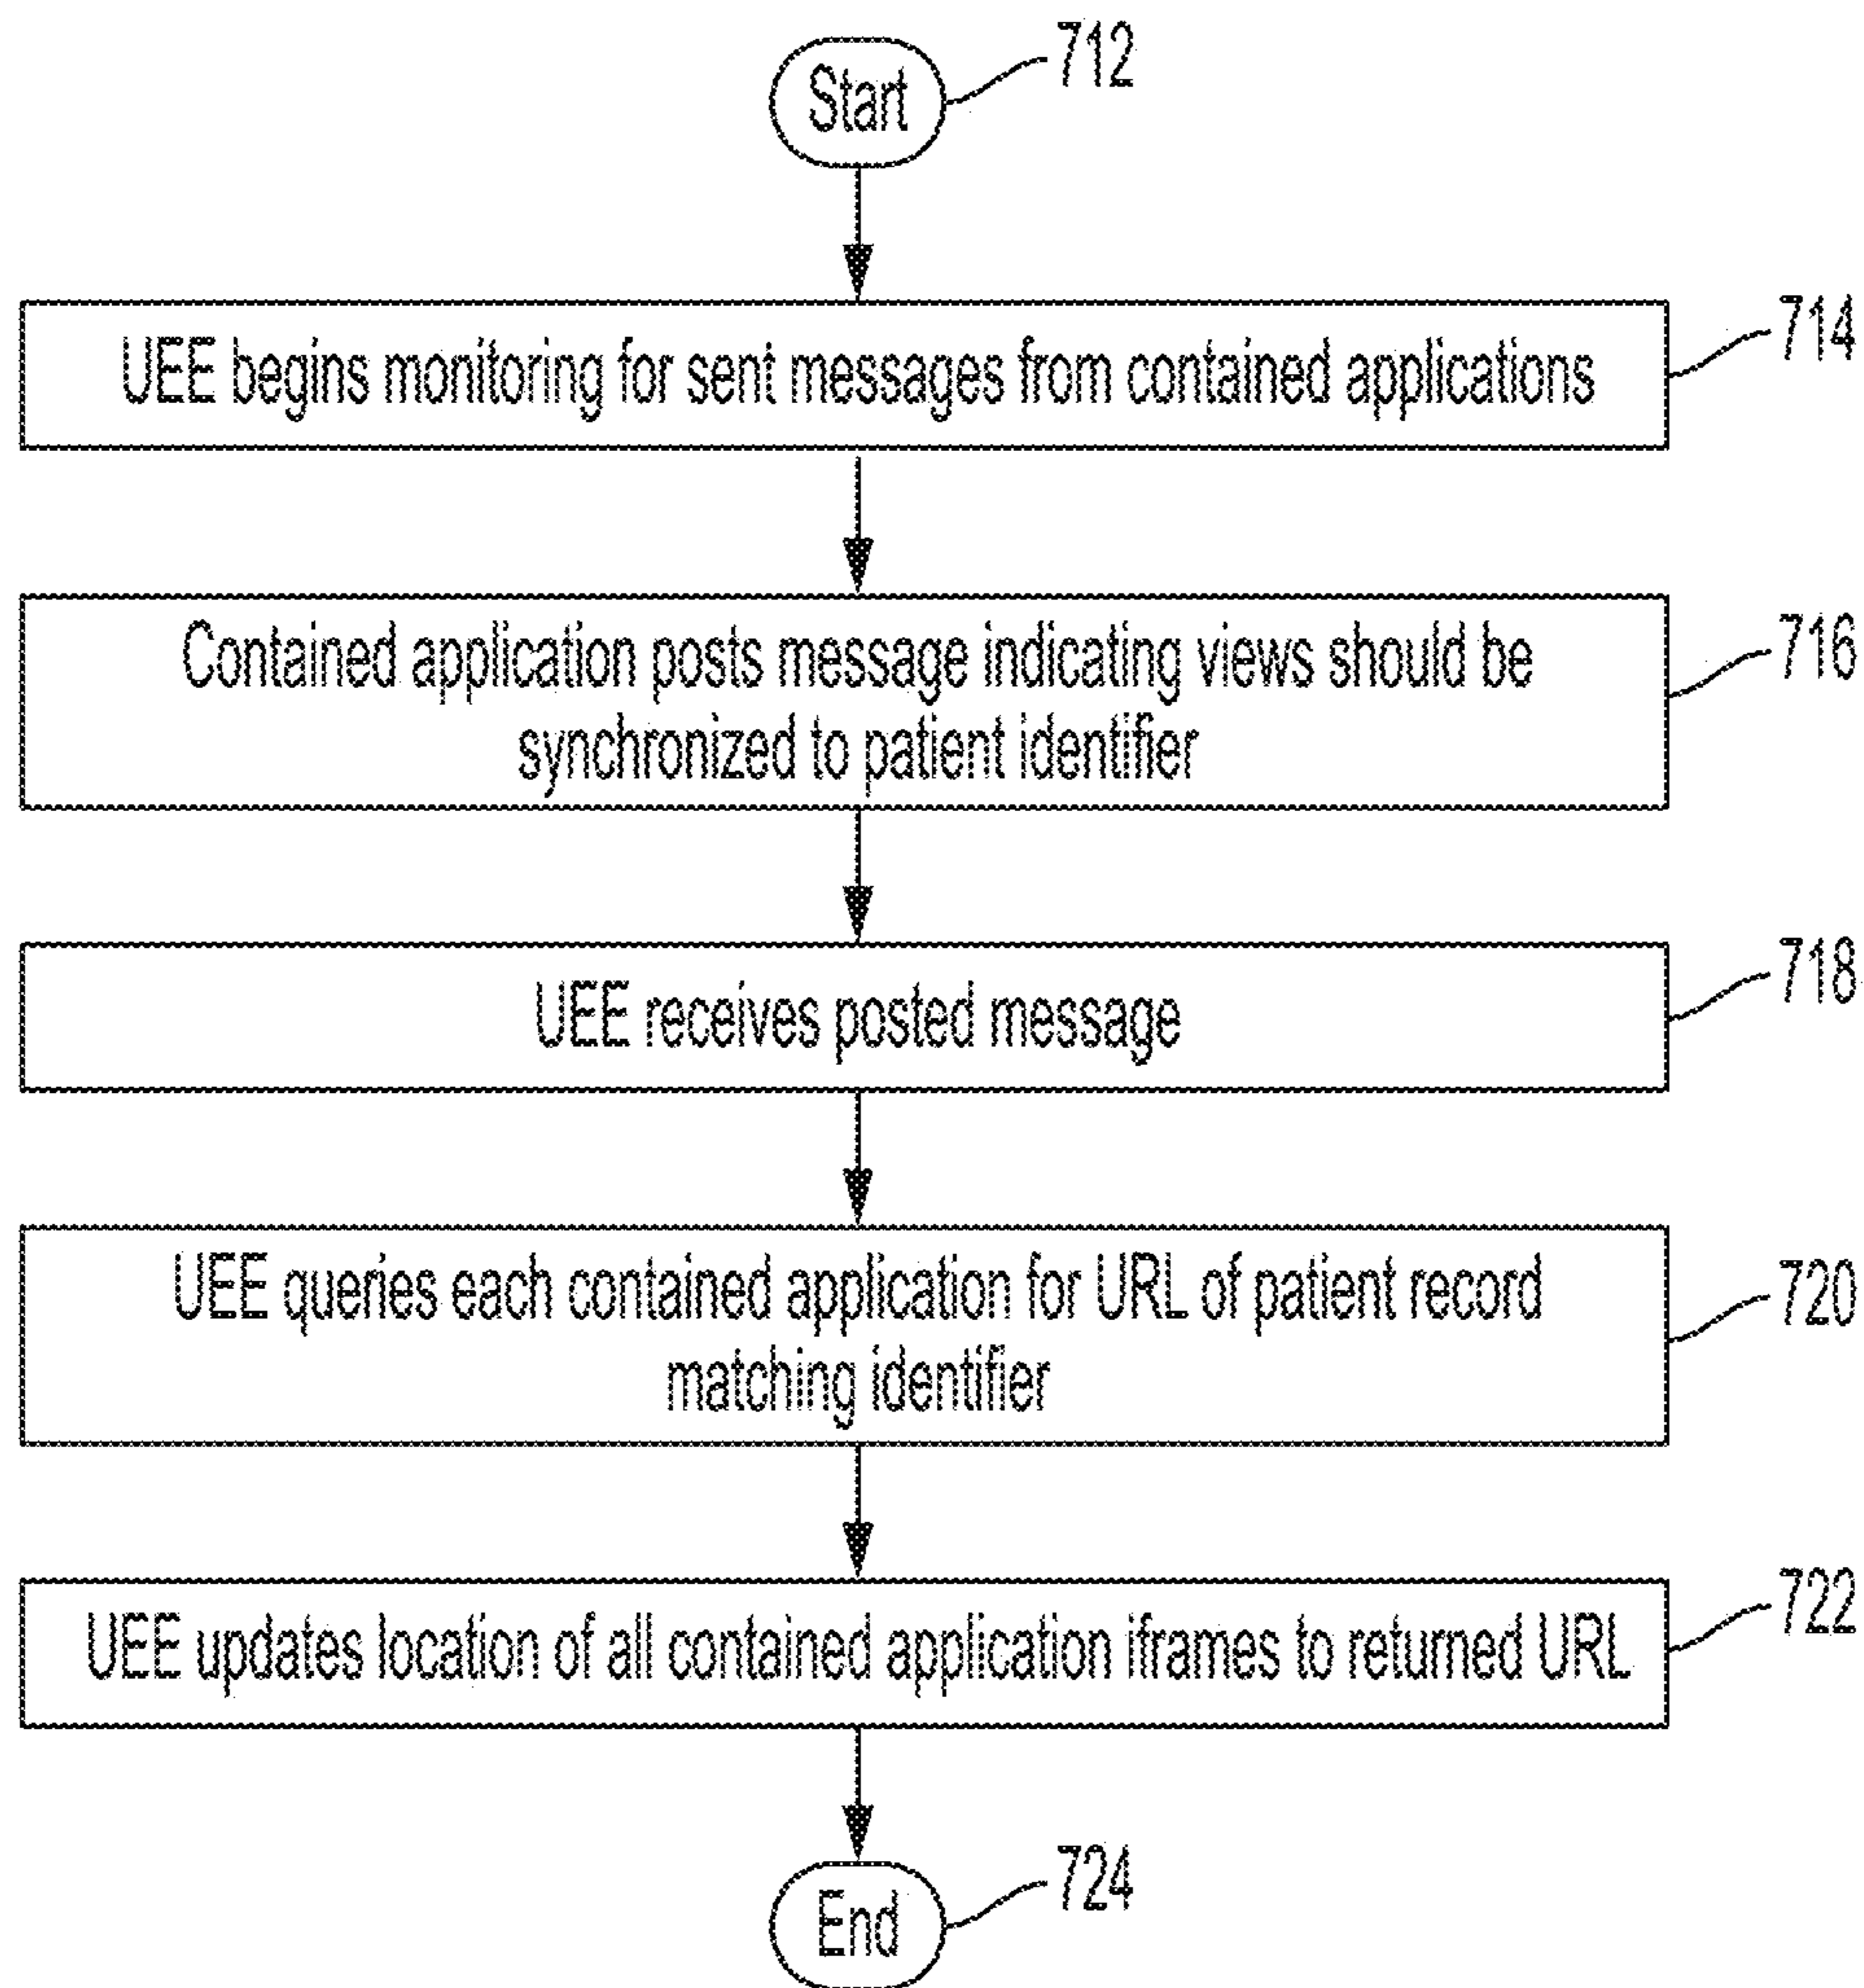 Start
712
UEE begins monitoring for sent messages from contained applications
714
Contained application posts message indicating views should be
synchronized to patient identifier
716
UEE receives posted message
718
UEE queries each contained application for URL of patient record
matching identifier
720
UEE updates location of all contained application iframes to returned URL
722
End
724